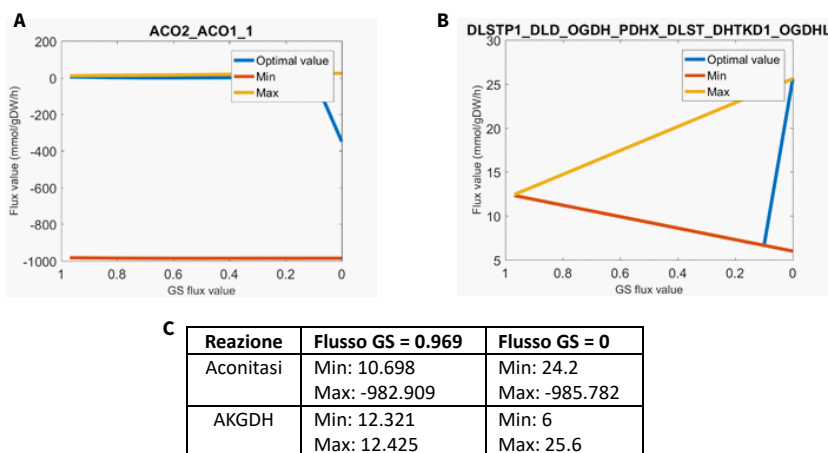 A
ACO2_ACO1_1
200
0
-200
-400
-600
-800
-1000
1
0.8
0.6
0.4
0.2
0
Flux value (mmol/gDW/h)
GS flux value
Optimal value
Min
Max
B
DLSTP1_DLD_OGDH_PDHX_DLST_DHTKD1_OGDHL
30
25
20
15
10
5
1
0.8
0.6
0.4
0.2
0
Flux value (mmol/gDW/h)
GS flux value
Optimal value
Min
Max
C
Reazione Flusso GS = 0.969 Flusso GS = 0
Aconitasi Min: 10.698 Min: 24.2
Max: -982.909 Max: -985.782
AKGDH Min: 12.321 Min: 6
Max: 12.425 Max: 25.6